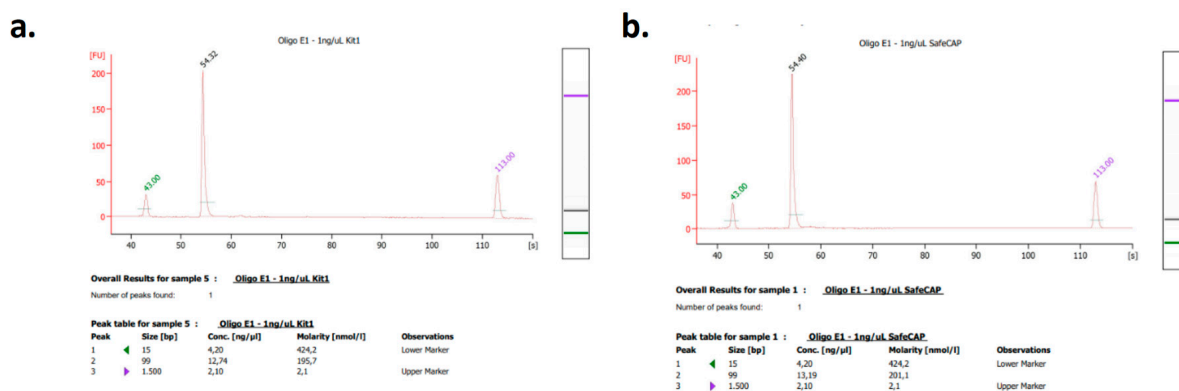 a.
Oligo E1 - 1ng/uL Kit1
[FU]
200
150
100
50
0
43.00
54.32
113.00
40 50 60 70 80 90 100 110 [s]
Overall Results for sample 5 : Oligo E1 - 1ng/uL Kit1
Number of peaks found: 1
Peak table for sample 5 : Oligo E1 - 1ng/uL Kit1
Peak Size [bp] Conc. [ng/µl] Molarity [nmol/l] Observations
1 15 4,20 424,2 Lower Marker
2 99 12,74 195,7
3 1.500 2,10 2,1 Upper Marker
b.
Oligo E1 - 1ng/uL SafeCAP
[FU]
200
150
100
50
0
43.00
54.40
113.00
40 50 60 70 80 90 100 110 [s]
Overall Results for sample 1 : Oligo E1 - 1ng/uL SafeCAP
Number of peaks found: 1
Peak table for sample 1 : Oligo E1 - 1ng/uL SafeCAP
Peak Size [bp] Conc. [ng/µl] Molarity [nmol/l] Observations
1 15 4,20 424,2 Lower Marker
2 99 13,19 201,1
3 1.500 2,10 2,1 Upper Marker